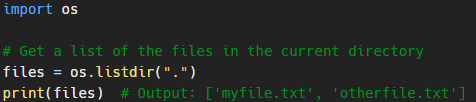 import os
# Get a list of the files in the current directory
files = os.listdir(".")
print(files)  # Output: ['myfile.txt', 'otherfile.txt']